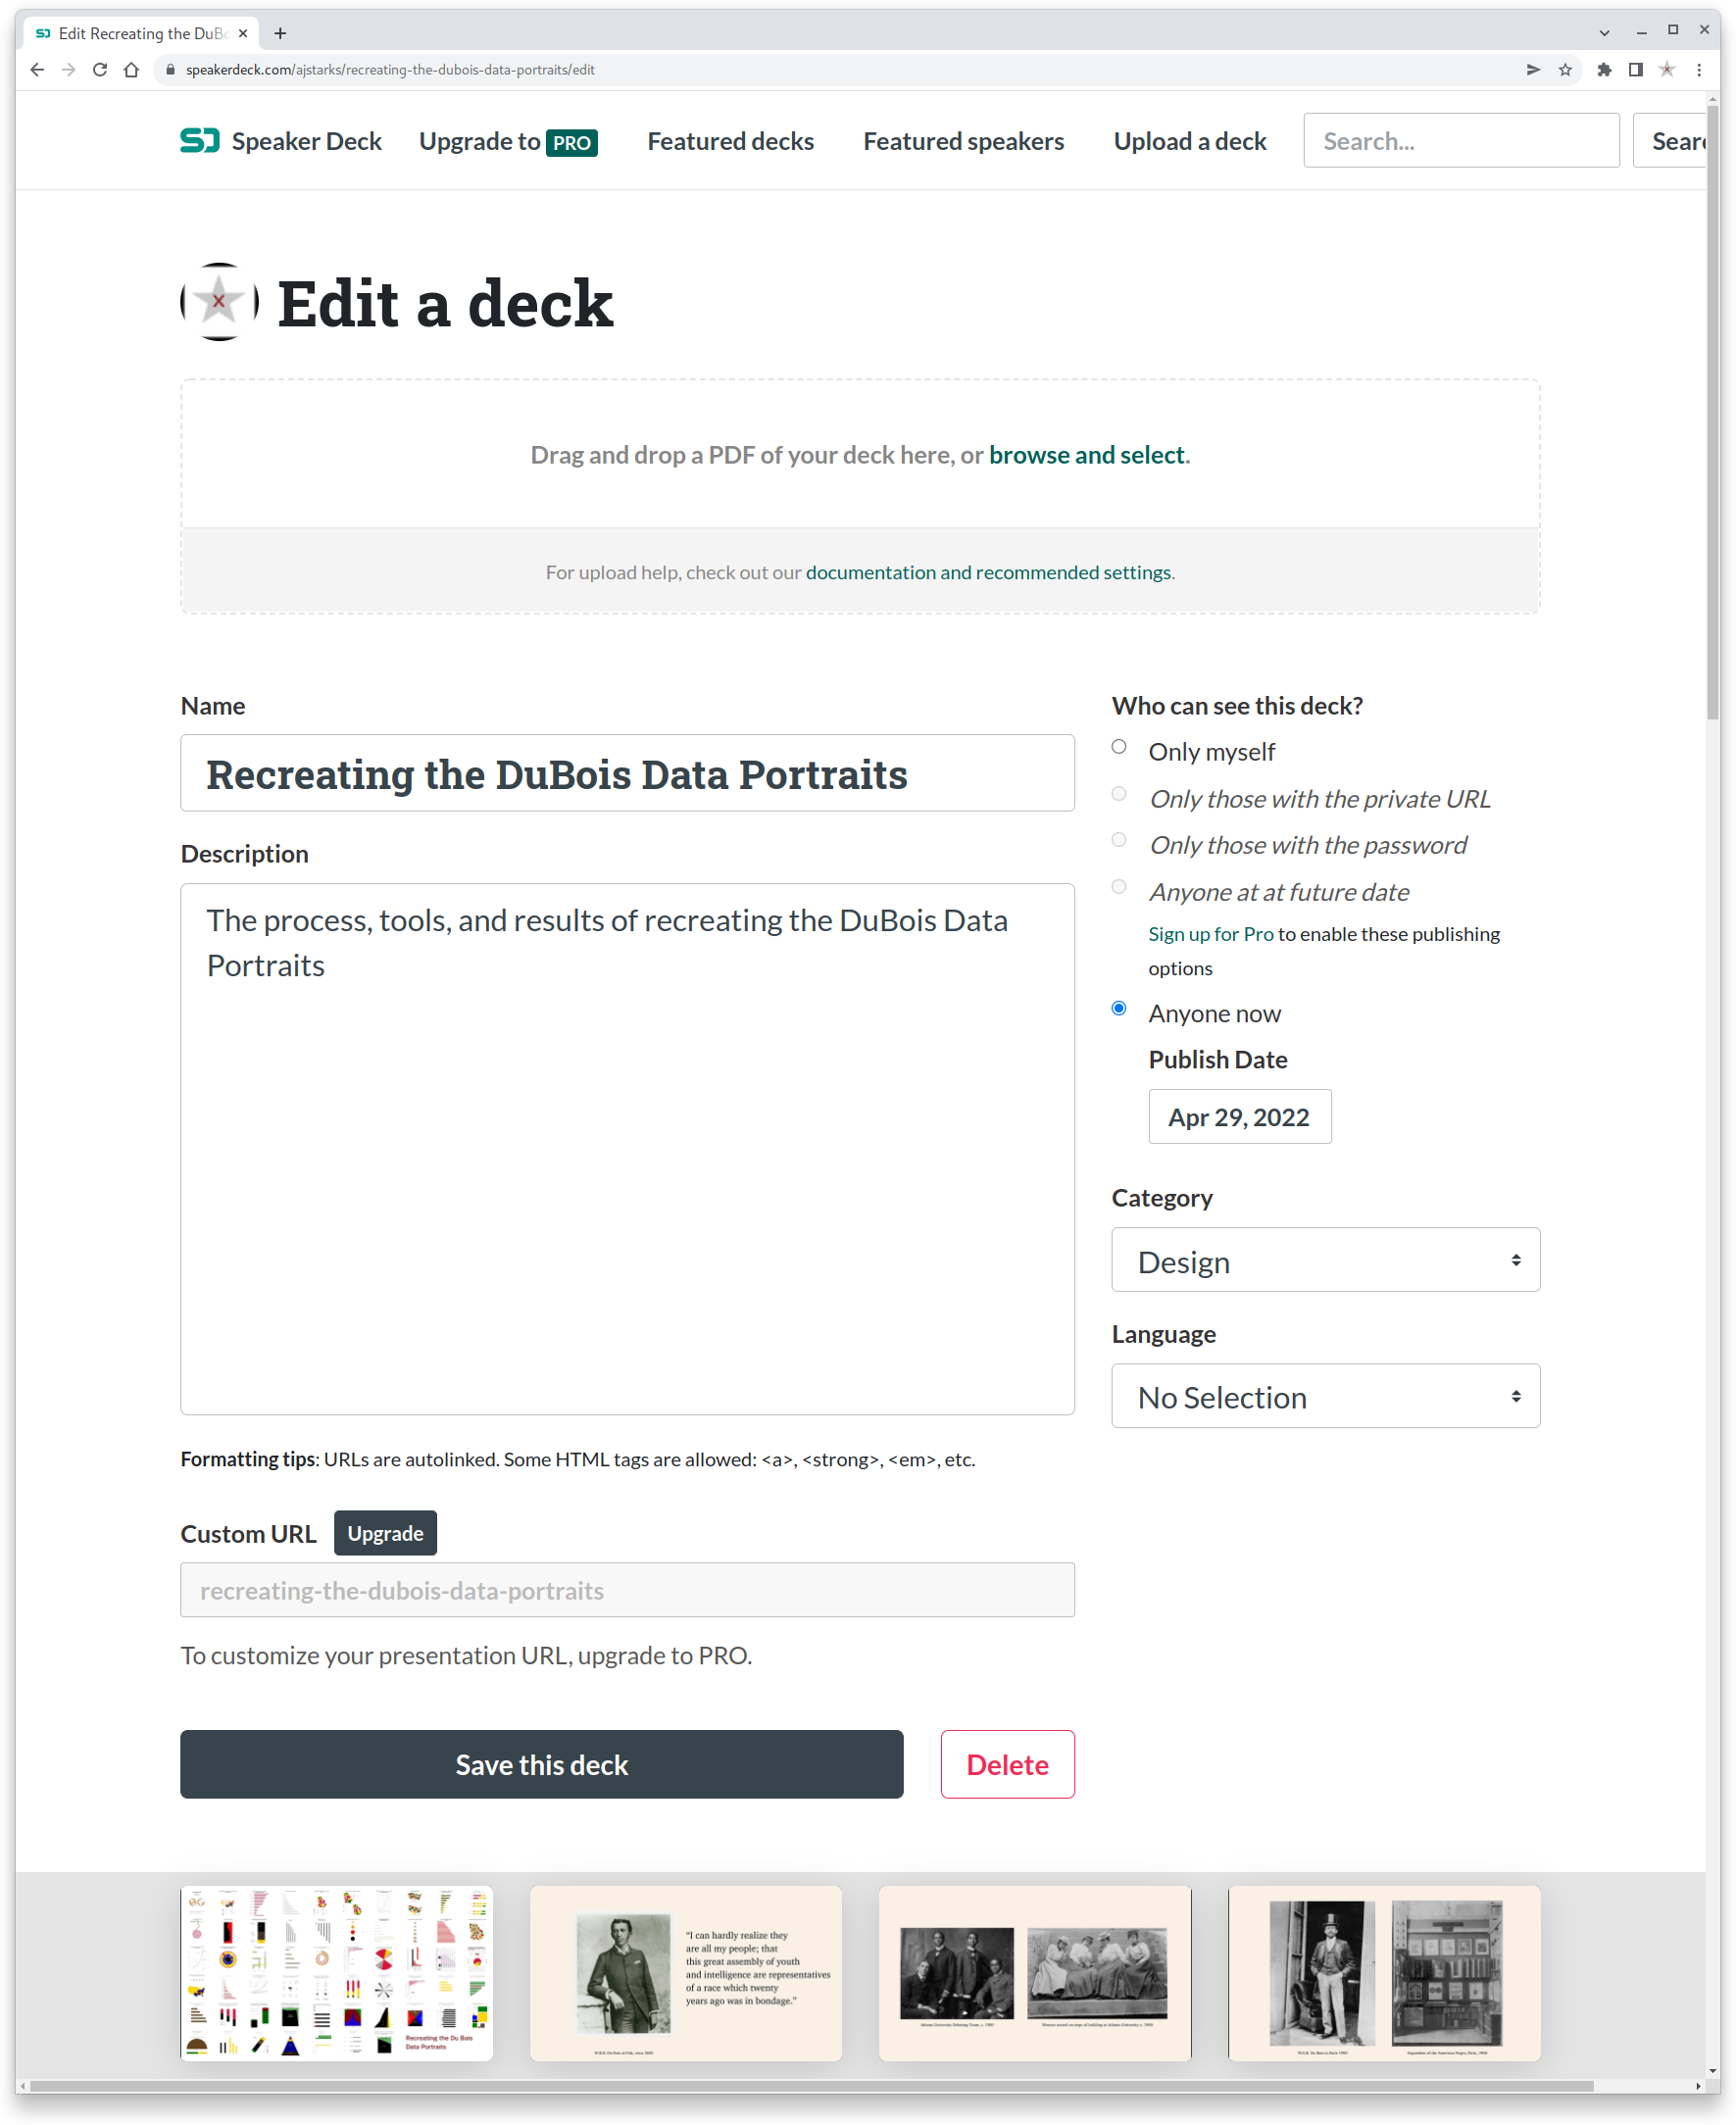 Edit Recreating the DuBo
speakerdeck.com/ajstarks/recreating-the-dubois-data-portraits/edit
Speaker Deck
Upgrade to PRO
Featured decks
Featured speakers
Upload a deck
Search...
Sear
Edit a deck
Drag and drop a PDF of your deck here, or browse and select.
For upload help, check out our documentation and recommended settings.
Name
Recreating the DuBois Data Portraits
Description
The process, tools, and results of recreating the DuBois Data
Portraits
Formatting tips: URLs are autolinked. Some HTML tags are allowed: <a>, <strong>, <em>, etc.
Custom URL
Upgrade
recreating-the-dubois-data-portraits
To customize your presentation URL, upgrade to PRO.
Save this deck
Delete
Who can see this deck?
Only myself
Only those with the private URL
Only those with the password
Anyone at at future date
Sign up for Pro to enable these publishing
options
Anyone now
Publish Date
Apr 29, 2022
Category
Design
Language
No Selection
Recreating the Du Bois
Data Portraits
"I can hardly realize they
are all my people; that
this great assembly of youth
and intelligence are representatives
of a race which twenty
years ago was in bondage."